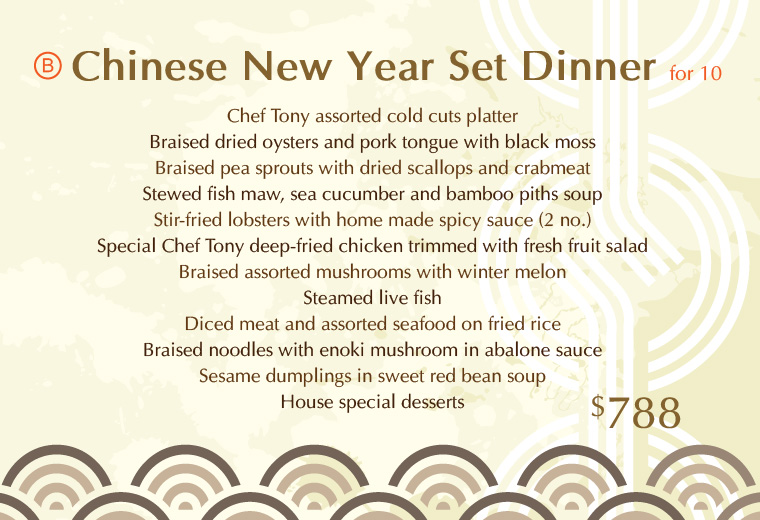 Ⓑ Chinese New Year Set Dinner for 10
Chef Tony assorted cold cuts platter
Braised dried oysters and pork tongue with black moss
Braised pea sprouts with dried scallops and crabmeat
Stewed fish maw, sea cucumber and bamboo piths soup
Stir-fried lobsters with home made spicy sauce (2 no.)
Special Chef Tony deep-fried chicken trimmed with fresh fruit salad
Braised assorted mushrooms with winter melon
Steamed live fish
Diced meat and assorted seafood on fried rice
Braised noodles with enoki mushroom in abalone sauce
Sesame dumplings in sweet red bean soup
House special desserts
$788